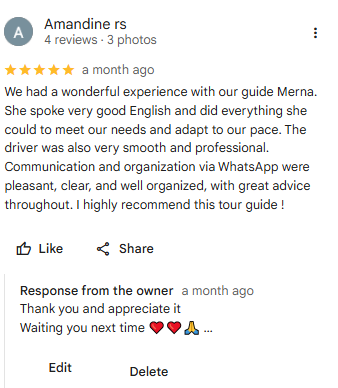 A
Amandine rs
4 reviews · 3 photos
a month ago
We had a wonderful experience with our guide Merna.
She spoke very good English and did everything she
could to meet our needs and adapt to our pace. The
driver was also very smooth and professional.
Communication and organization via WhatsApp were
pleasant, clear, and well organized, with great advice
throughout. I highly recommend this tour guide !
Like Share
Response from the owner a month ago
Thank you and appreciate it
Waiting you next time ❤️❤️🙏 ...
Edit Delete